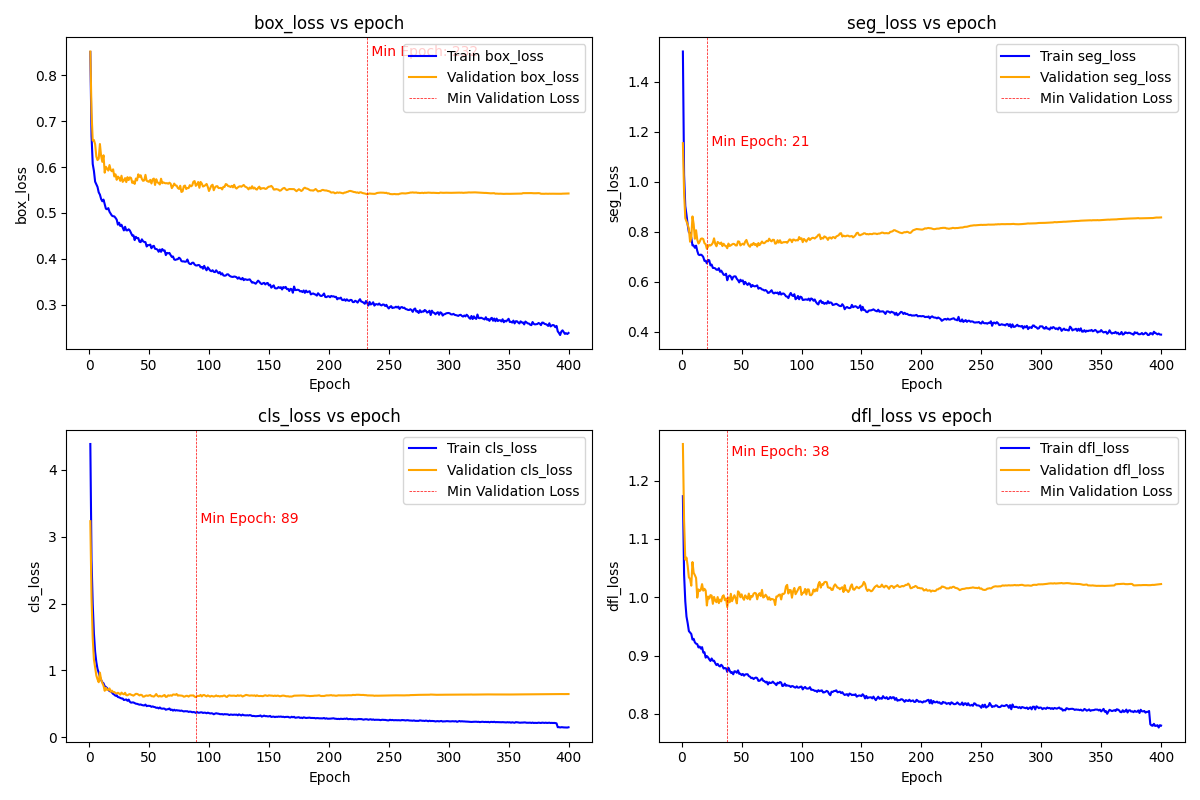 box_loss vs epoch
box_loss
0.8
0.7
0.6
0.5
0.4
0.3
Min
Train box_loss
Validation box_loss
Min Validation Loss
0 50 100 150 200 250 300 350 400
Epoch
seg_loss vs epoch
seg_loss
1.4
1.2
1.0
0.8
0.6
0.4
Train seg_loss
Validation seg_loss
Min Validation Loss
Min Epoch: 21
0 50 100 150 200 250 300 350 400
Epoch
cls_loss vs epoch
cls_loss
4
3
2
1
0
Train cls_loss
Validation cls_loss
Min Validation Loss
Min Epoch: 89
0 50 100 150 200 250 300 350 400
Epoch
dfl_loss vs epoch
dfl_loss
1.2
1.1
1.0
0.9
0.8
Min Epoch: 38
Train dfl_loss
Validation dfl_loss
Min Validation Loss
0 50 100 150 200 250 300 350 400
Epoch